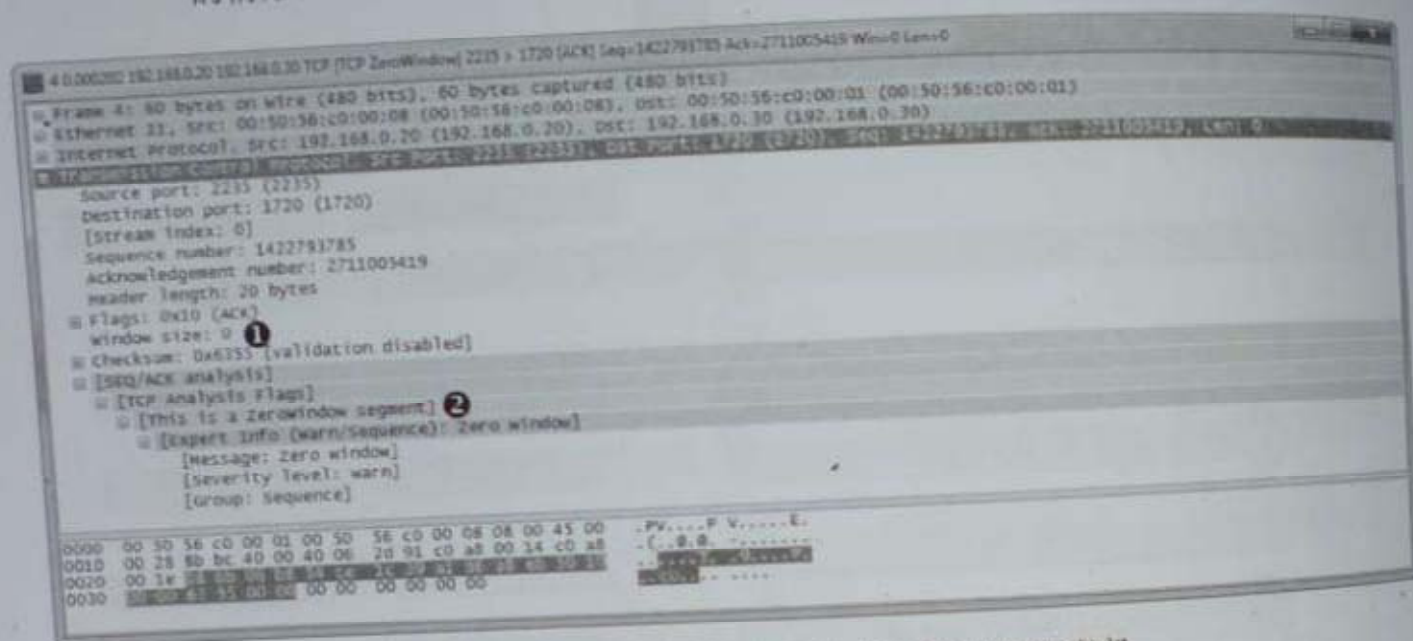 4 0.000202 192.168.0.20 192.168.0.30 TCP [TCP ZeroWindow] 2235 > 1720 [ACK] Seq=1422793785 Ack=2711005419 Win=0 Len=0
Frame 4: 60 bytes on wire (480 bits), 60 bytes captured (480 bits)
Ethernet II, Src: 00:50:56:c0:00:08 (00:50:56:c0:00:08), Dst: 00:50:56:c0:00:01 (00:50:56:c0:00:01)
Internet Protocol, Src: 192.168.0.20 (192.168.0.20), Dst: 192.168.0.30 (192.168.0.30)
Transmission Control Protocol, Src Port: 2235 (2235), Dst Port: 1720 (1720), Seq: 1422793785, Ack: 2711005419, Len: 0
Source port: 2235 (2235)
Destination port: 1720 (1720)
[Stream index: 0]
Sequence number: 1422793785
Acknowledgement number: 2711005419
Header length: 20 bytes
Flags: 0x10 (ACK)
Window size: 0 1
Checksum: 0x6355 [validation disabled]
[SEQ/ACK analysis]
[TCP Analysis Flags]
[This is a ZeroWindow segment] 2
[Expert Info (Warn/Sequence): Zero window]
[Message: Zero window]
[Severity level: Warn]
[Group: Sequence]
0000 00 50 56 c0 00 01 00 50 56 c0 00 08 08 00 45 00 .PV....P V.....E.
0010 00 28 8b bc 40 00 40 06 2d 91 c0 a8 00 14 c0 a8
0020 00 1e
0030 00 00 00 00 00 00